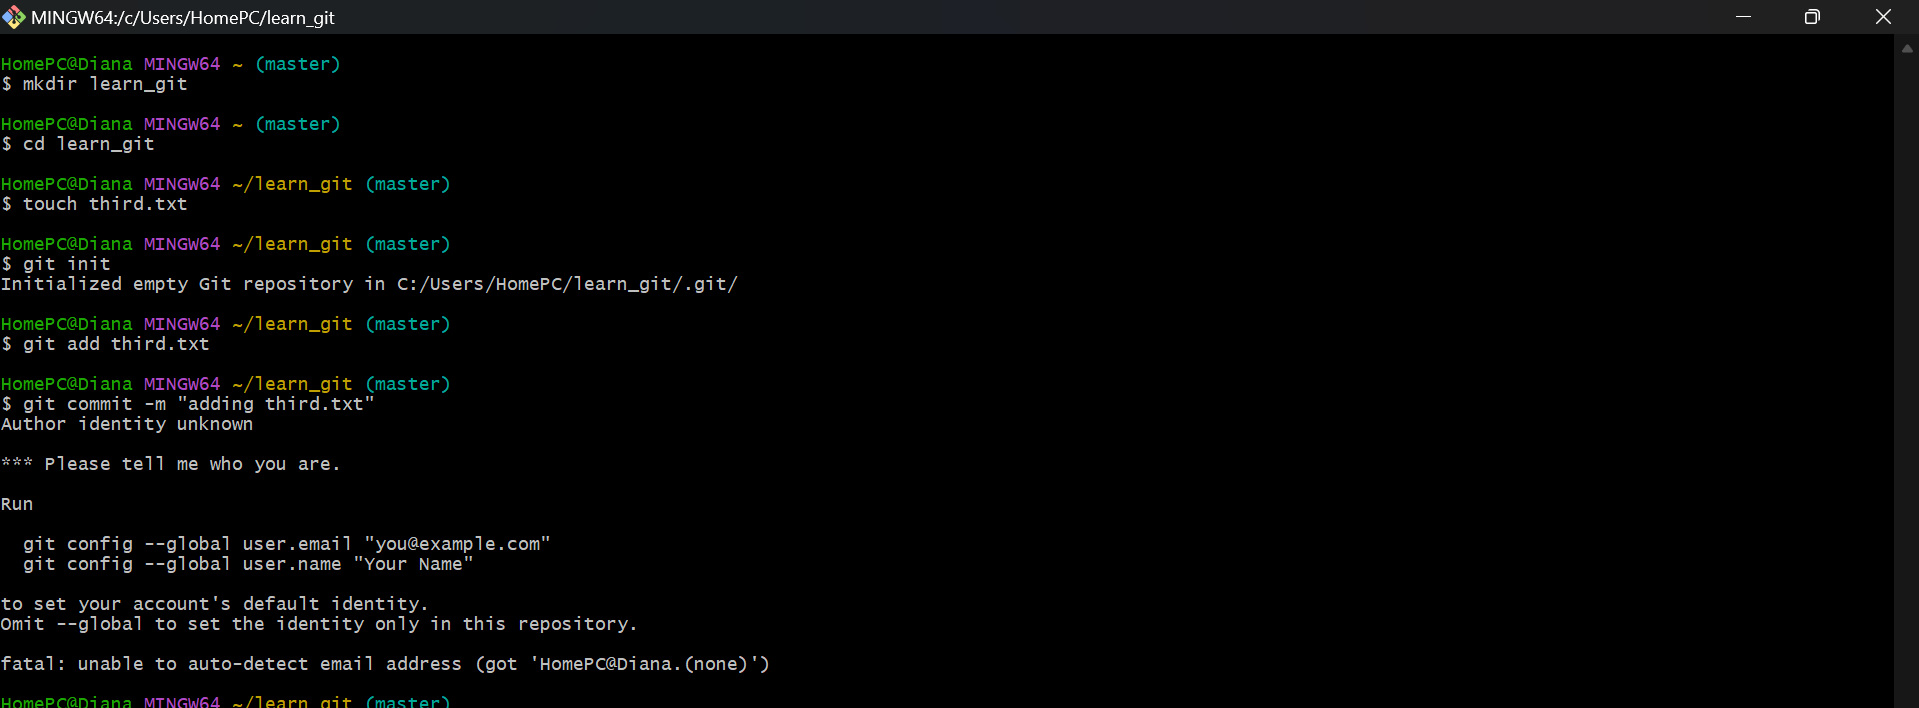 MINGW64:/c/Users/HomePC/learn_git
HomePC@Diana MINGW64 ~ (master)
$ mkdir learn_git
HomePC@Diana MINGW64 ~ (master)
$ cd learn_git
HomePC@Diana MINGW64 ~/learn_git (master)
$ touch third.txt
HomePC@Diana MINGW64 ~/learn_git (master)
$ git init
Initialized empty Git repository in C:/Users/HomePC/learn_git/.git/
HomePC@Diana MINGW64 ~/learn_git (master)
$ git add third.txt
HomePC@Diana MINGW64 ~/learn_git (master)
$ git commit -m "adding third.txt"
Author identity unknown
*** Please tell me who you are.
Run
git config --global user.email "you@example.com"
git config --global user.name "Your Name"
to set your account's default identity.
Omit --global to set the identity only in this repository.
fatal: unable to auto-detect email address (got 'HomePC@Diana.(none)')
HomePC@Diana MINGW64 ~/learn_git (master)